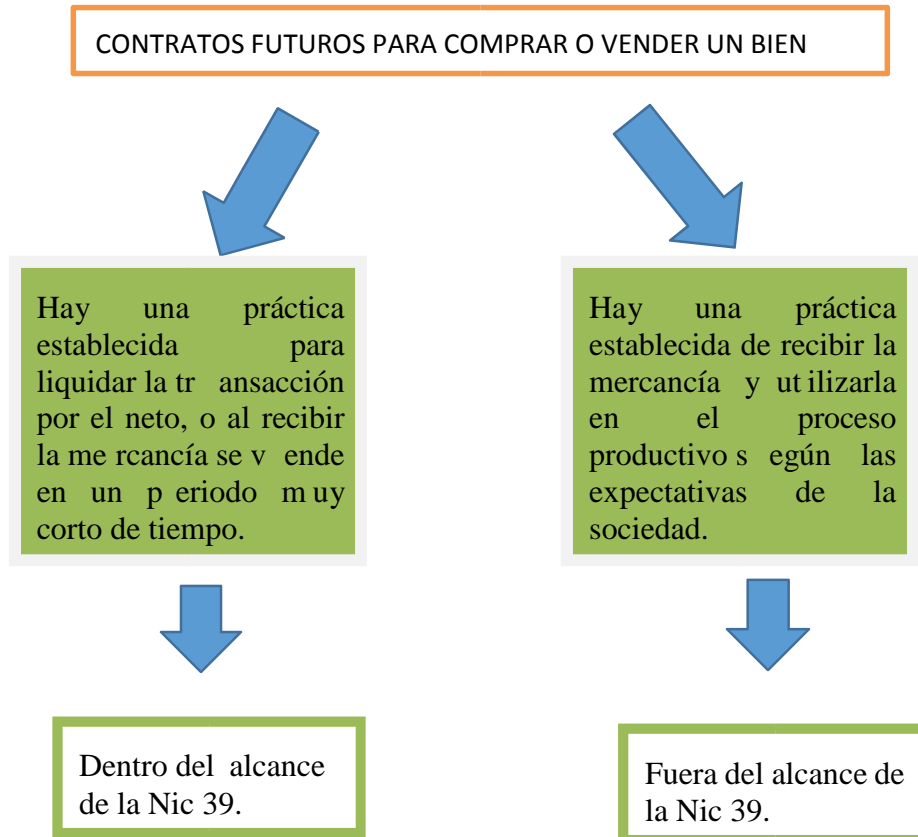 CONTRATOS FUTUROS PARA COMPRAR O VENDER UN BIEN
Hay una práctica
establecida para
liquidar la tr ansacción
por el neto, o al recibir
la me rcancía se v ende
en un p eriodo m uy
corto de tiempo.
Hay una práctica
establecida de recibir la
mercancía y ut ilizarla
en el proceso
productivo s egún las
expectativas de la
sociedad.
Dentro del alcance
de la Nic 39.
Fuera del alcance de
la Nic 39.